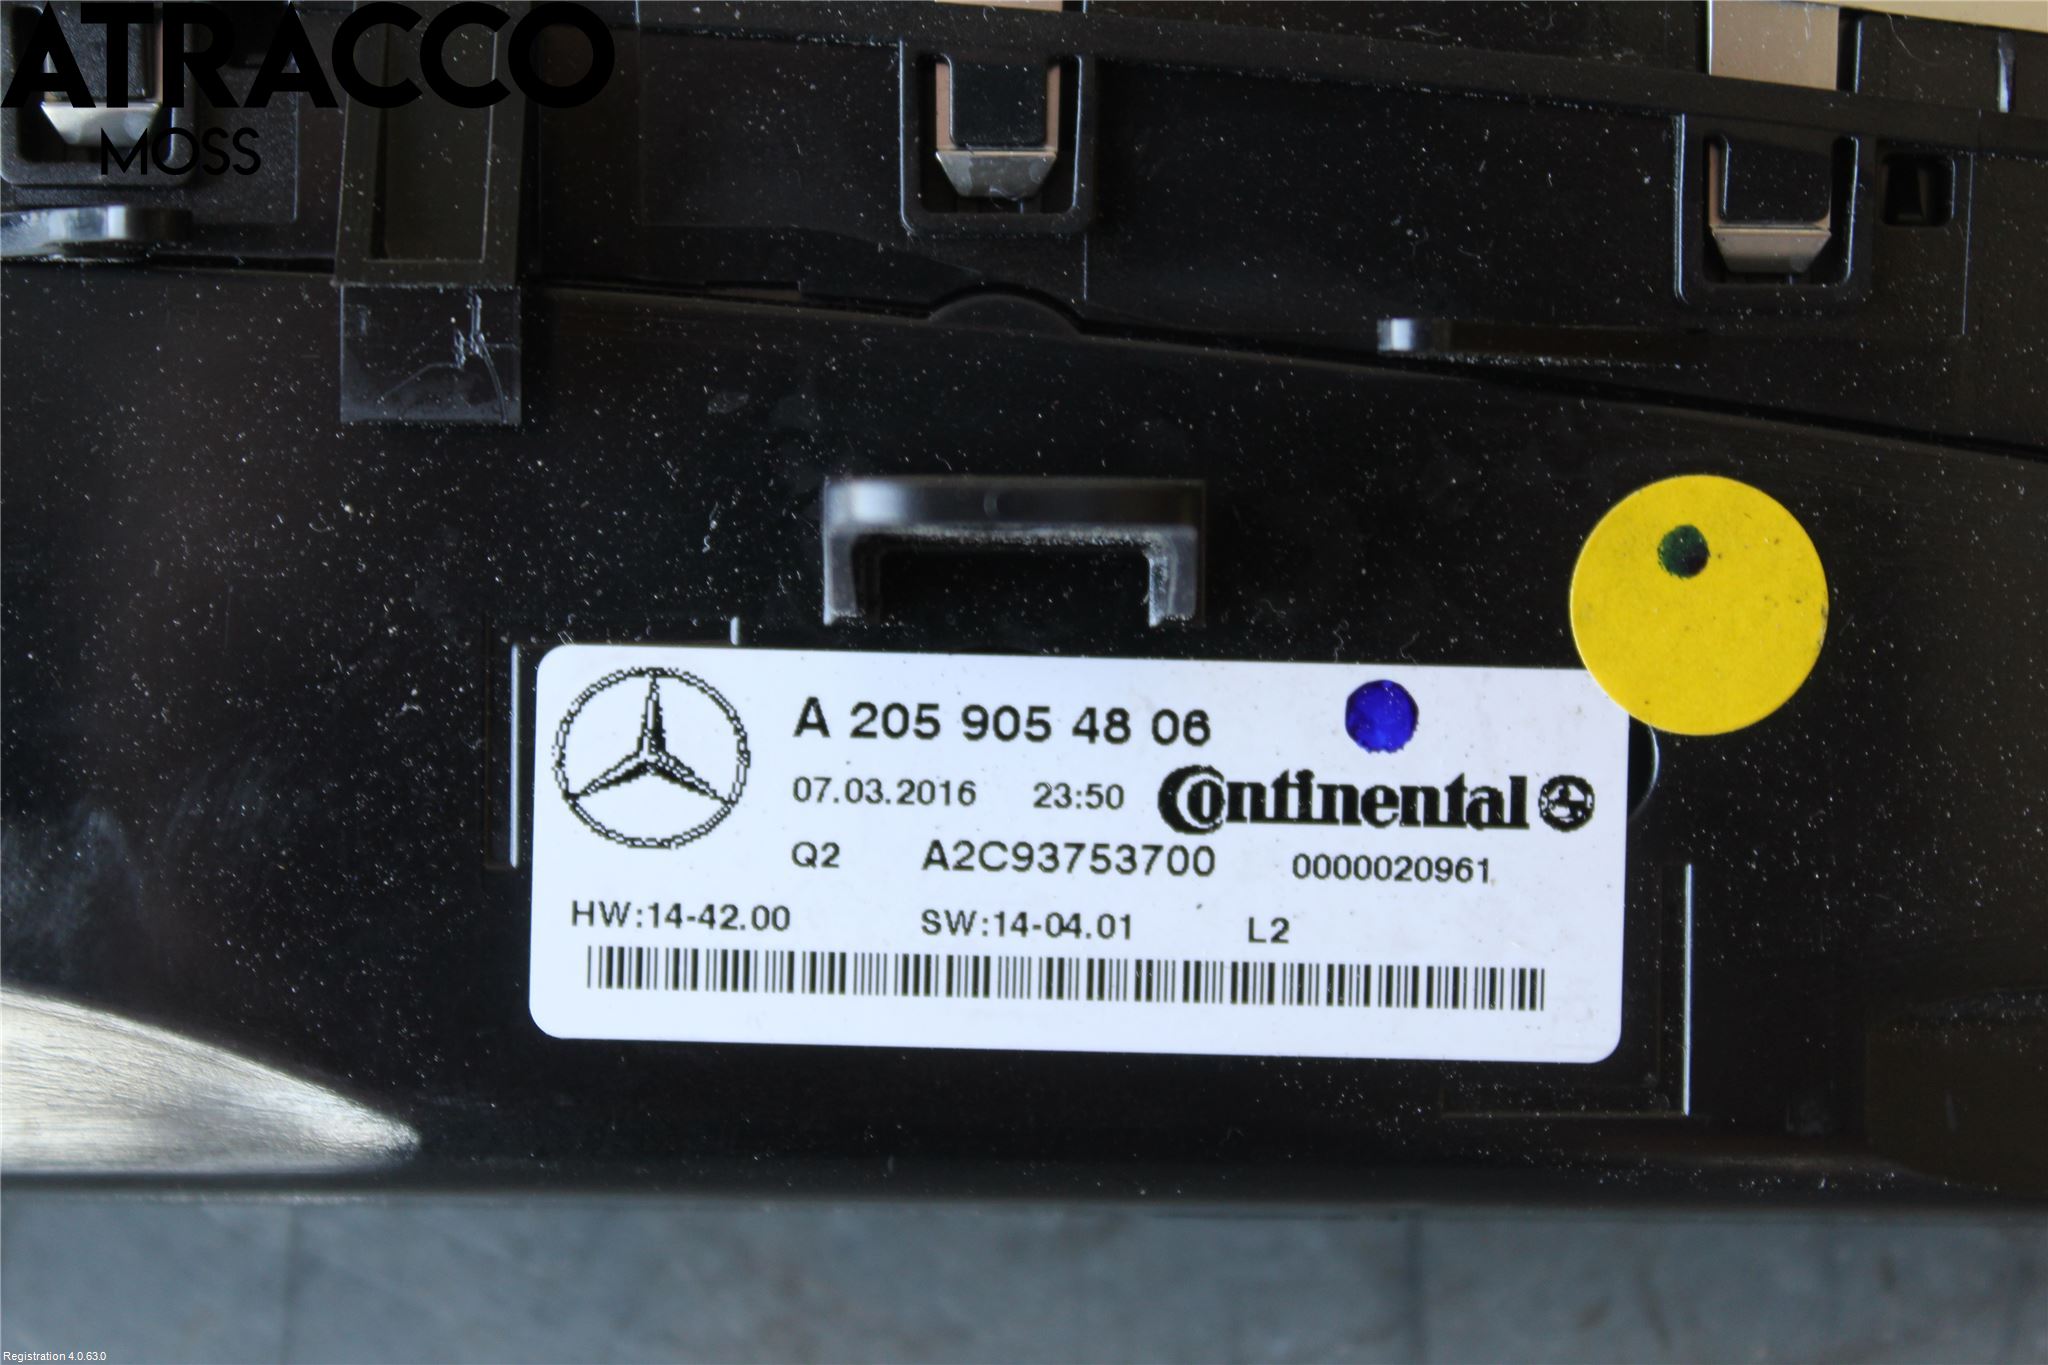 ATRACCO
MOSS
A 205 905 48 06
07.03.2016 23:50 Continental
Q2 A2C93753700 0000020961
HW:14-42.00 SW:14-04.01 L2
Registration 4.0.63.0